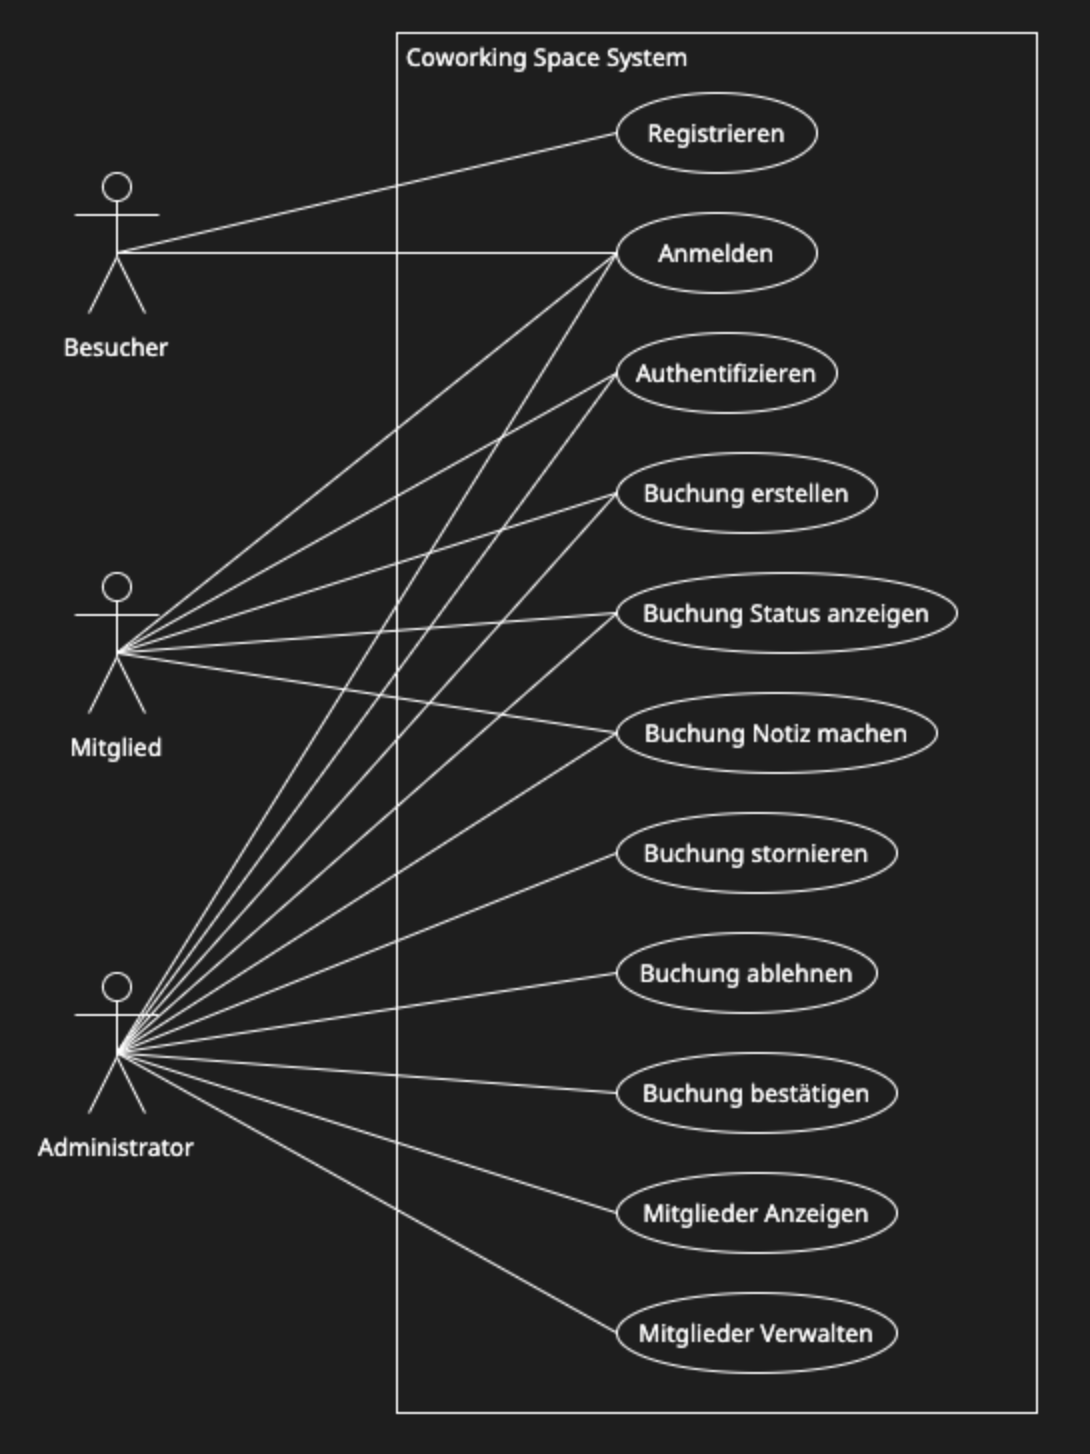 Coworking Space System
Registrieren
Anmelden
Besucher
Authentifizieren
Buchung erstellen
Buchung Status anzeigen
Mitglied
Buchung Notiz machen
Buchung stornieren
Buchung ablehnen
Buchung bestätigen
Administrator
Mitglieder Anzeigen
Mitglieder Verwalten